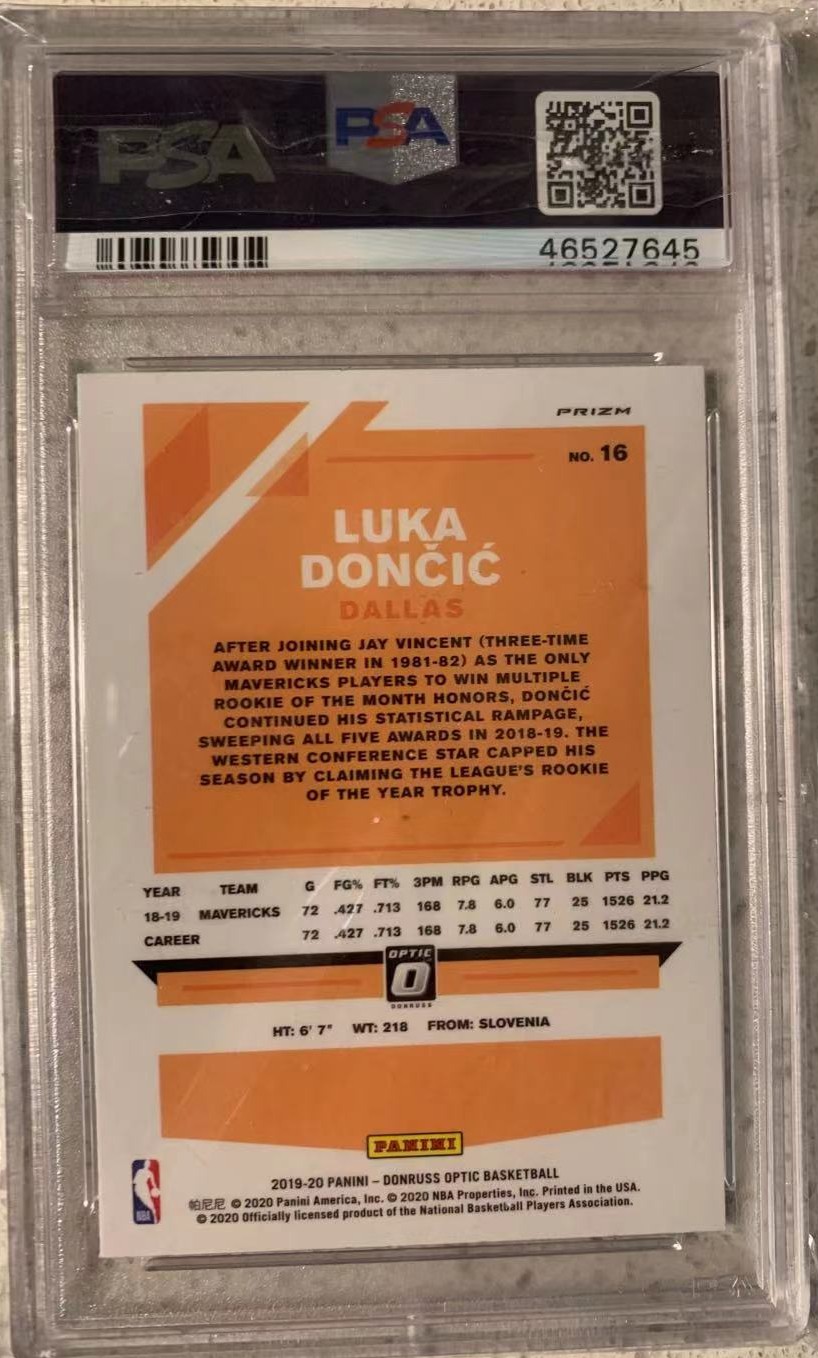 PSA
PSA
46527645
PRIZM
NO. 16
LUKA
DONČIĆ
DALLAS
AFTER JOINING JAY VINCENT (THREE-TIME
AWARD WINNER IN 1981-82) AS THE ONLY
MAVERICKS PLAYERS TO WIN MULTIPLE
ROOKIE OF THE MONTH HONORS, DONČIĆ
CONTINUED HIS STATISTICAL RAMPAGE,
SWEEPING ALL FIVE AWARDS IN 2018-19. THE
WESTERN CONFERENCE STAR CAPPED HIS
SEASON BY CLAIMING THE LEAGUE'S ROOKIE
OF THE YEAR TROPHY.
YEAR TEAM G FG% FT% 3PM RPG APG STL BLK PTS PPG
18-19 MAVERICKS 72 .427 .713 168 7.8 6.0 77 25 1526 21.2
CAREER 72 .427 .713 168 7.8 6.0 77 25 1526 21.2
OPTIC
O
DONRUSS
HT: 6' 7" WT: 218 FROM: SLOVENIA
PANINI
2019-20 PANINI – DONRUSS OPTIC BASKETBALL
帕尼尼 © 2020 Panini America, Inc. © 2020 NBA Properties, Inc. Printed in the USA.
© 2020 Officially licensed product of the National Basketball Players Association.
NBA